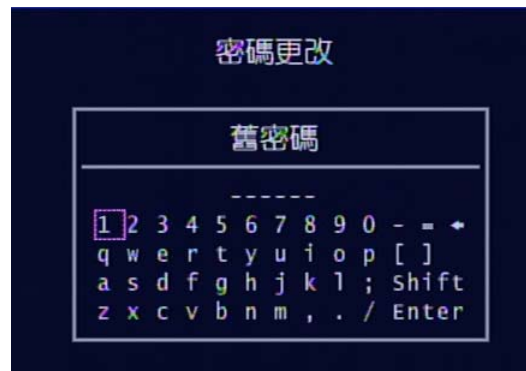 密碼更改
舊密碼
------
1 2 3 4 5 6 7 8 9 0 - = ←
q w e r t y u i o p [ ]
a s d f g h j k l ; Shift
z x c v b n m , . / Enter